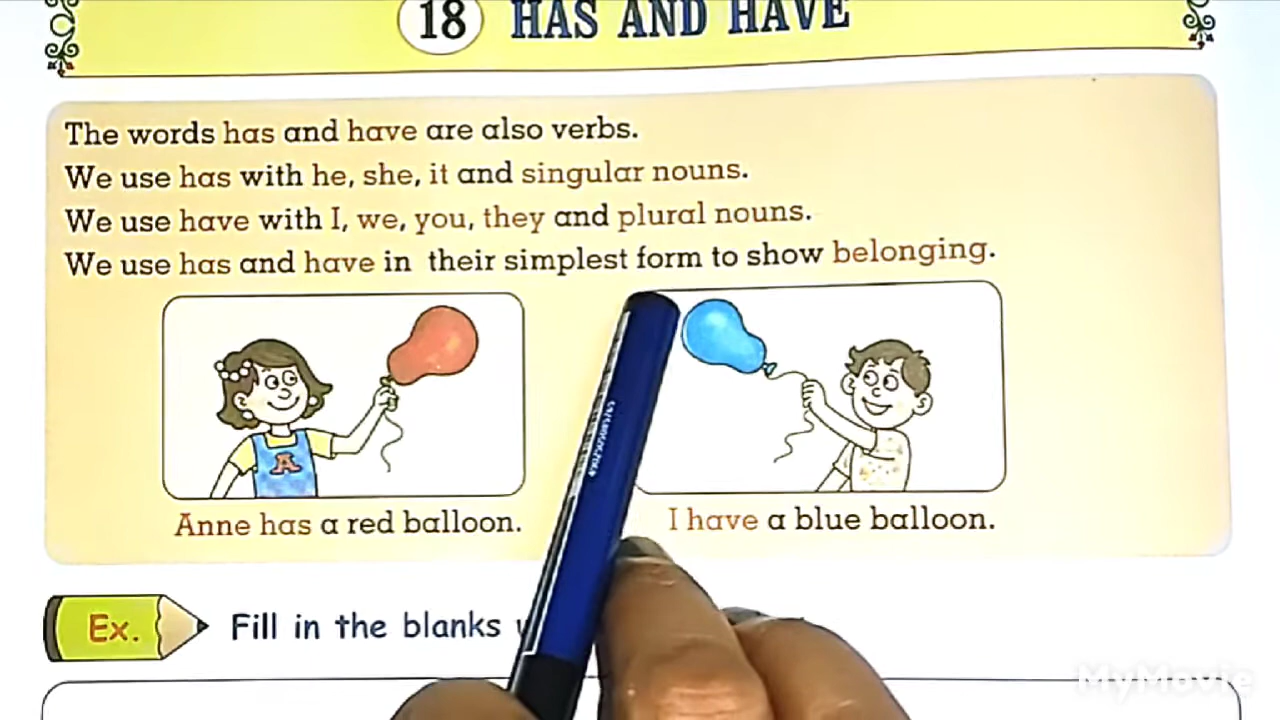 18 HAS AND HAVE
The words has and have are also verbs.
We use has with he, she, it and singular nouns.
We use have with I, we, you, they and plural nouns.
We use has and have in their simplest form to show belonging.
A
Anne has a red balloon.
I have a blue balloon.
Ex. Fill in the blanks
MyMovie